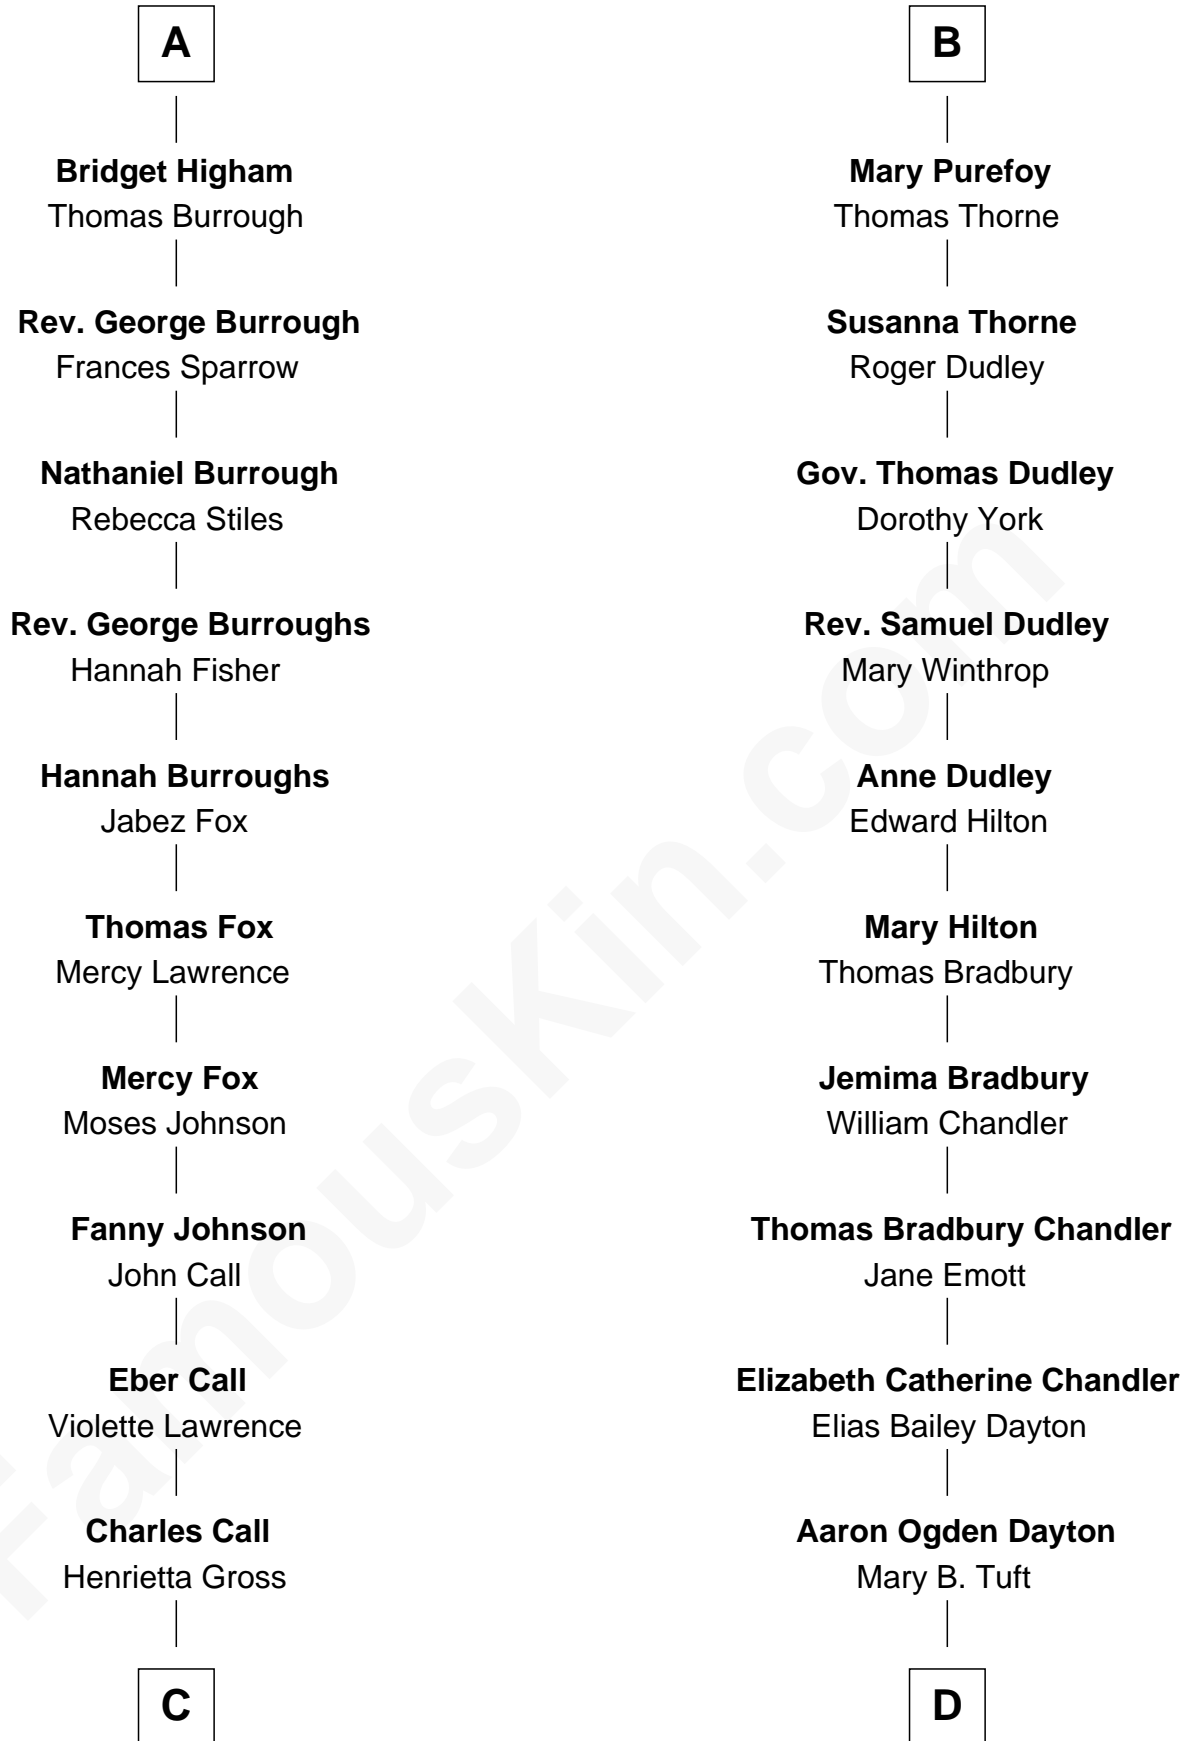 A
Bridget Higham
Thomas Burrough
Rev. George Burrough
Frances Sparrow
Nathaniel Burrough
Rebecca Stiles
Rev. George Burroughs
Hannah Fisher
Hannah Burroughs
Jabez Fox
Thomas Fox
Mercy Lawrence
Mercy Fox
Moses Johnson
Fanny Johnson
John Call
Eber Call
Violette Lawrence
Charles Call
Henrietta Gross
C
B
Mary Purefoy
Thomas Thorne
Susanna Thorne
Roger Dudley
Gov. Thomas Dudley
Dorothy York
Rev. Samuel Dudley
Mary Winthrop
Anne Dudley
Edward Hilton
Mary Hilton
Thomas Bradbury
Jemima Bradbury
William Chandler
Thomas Bradbury Chandler
Jane Emott
Elizabeth Catherine Chandler
Elias Bailey Dayton
Aaron Ogden Dayton
Mary B. Tuft
D
FamousKin.com